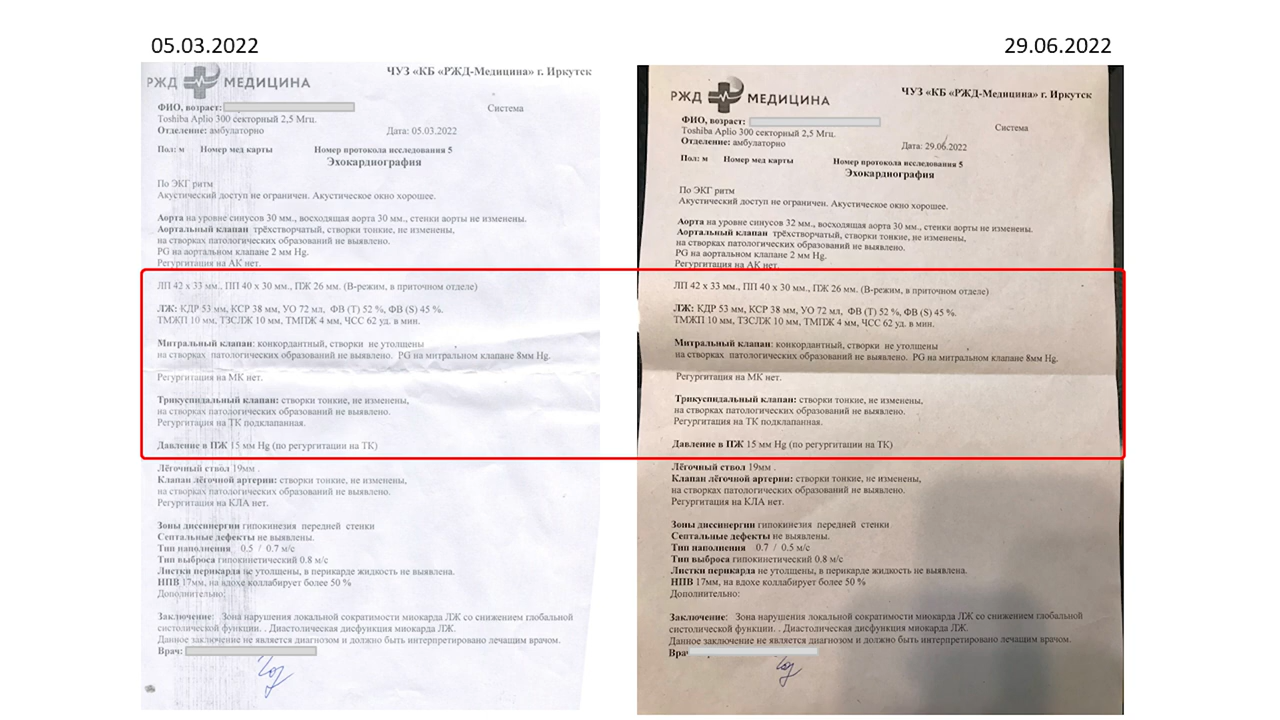 05.03.2022
РЖД МЕДИЦИНА
ЧУЗ «КБ «РЖД-Медицина» г. Иркутск
ФИО, возраст:
Система
Toshiba Aplio 300 секторный 2,5 Мгц.
Отделение: амбулаторно Дата: 05.03.2022
Пол: м Номер мед карты Номер протокола исследования 5
Эхокардиография
По ЭКГ ритм
Акустический доступ не ограничен. Акустическое окно хорошее.
Аорта на уровне синусов 30 мм., восходящая аорта 30 мм., стенки аорты не изменены.
Аортальный клапан трёхстворчатый, створки тонкие, не изменены,
на створках патологических образований не выявлено.
PG на аортальном клапане 2 мм Hg.
Регургитация на АК нет.
ЛП 42 х 33 мм., ПП 40 х 30 мм., ПЖ 26 мм. (В-режим, в приточном отделе)
ЛЖ: КДР 53 мм, КСР 38 мм, УО 72 мл, ФВ (Т) 52 %, ФВ (S) 45 %.
ТМЖП 10 мм, ТЗСЛЖ 10 мм, ТМПЖ 4 мм, ЧСС 62 уд. в мин.
Митральный клапан: конкордантный, створки не утолщены
на створках патологических образований не выявлено. PG на митральном клапане 8мм Hg.
Регургитация на МК нет.
Трикуспидальный клапан: створки тонкие, не изменены,
на створках патологических образований не выявлено.
Регургитация на ТК подклапанная.
Давление в ПЖ 15 мм Hg (по регургитации на ТК)
Лёгочный ствол 19мм .
Клапан лёгочной артерии: створки тонкие, не изменены,
на створках патологических образований не выявлено.
Регургитация на КЛА нет.
Зоны диссинергии гипокинезия передней стенки
Септальные дефекты не выявлены.
Тип наполнения 0.5 / 0.7 м/с
Тип выброса гипокинетический 0.8 м/с
Листки перикарда не утолщены, в перикарде жидкость не выявлена.
НПВ 17мм, на вдохе коллабирует более 50 %
Дополнительно:
Заключение: Зона нарушения локальной сократимости миокарда ЛЖ со снижением глобальной
систолической функции. . Диастолическая дисфункция миокарда ЛЖ.
Данное заключение не является диагнозом и должно быть интерпретировано лечащим врачом.
Врач:
29.06.2022
РЖД МЕДИЦИНА
ЧУЗ «КБ «РЖД-Медицина» г. Иркутск
ФИО, возраст:
Система
Toshiba Aplio 300 секторный 2,5 Мгц.
Отделение: амбулаторно Дата: 29.06.2022
Пол: м Номер мед карты Номер протокола исследования 5
Эхокардиография
По ЭКГ ритм
Акустический доступ не ограничен. Акустическое окно хорошее.
Аорта на уровне синусов 32 мм., восходящая аорта 30 мм., стенки аорты не изменены.
Аортальный клапан трёхстворчатый, створки тонкие, не изменены,
на створках патологических образований не выявлено.
PG на аортальном клапане 2 мм Hg.
Регургитация на АК нет.
ЛП 42 х 33 мм., ПП 40 х 30 мм., ПЖ 26 мм. (В-режим, в приточном отделе)
ЛЖ: КДР 53 мм, КСР 38 мм, УО 72 мл, ФВ (Т) 52 %, ФВ (S) 45 %.
ТМЖП 10 мм, ТЗСЛЖ 10 мм, ТМПЖ 4 мм, ЧСС 62 уд. в мин.
Митральный клапан: конкордантный, створки не утолщены
на створках патологических образований не выявлено. PG на митральном клапане 8мм Hg.
Регургитация на МК нет.
Трикуспидальный клапан: створки тонкие, не изменены,
на створках патологических образований не выявлено.
Регургитация на ТК подклапанная.
Давление в ПЖ 15 мм Hg (по регургитации на ТК)
Лёгочный ствол 19мм .
Клапан лёгочной артерии: створки тонкие, не изменены,
на створках патологических образований не выявлено.
Регургитация на КЛА нет.
Зоны диссинергии гипокинезия передней стенки
Септальные дефекты не выявлены.
Тип наполнения 0.7 / 0.5 м/с
Тип выброса гипокинетический 0.8 м/с
Листки перикарда не утолщены, в перикарде жидкость не выявлена.
НПВ 17мм, на вдохе коллабирует более 50 %
Дополнительно:
Заключение: Зона нарушения локальной сократимости миокарда ЛЖ со снижением глобальной
систолической функции. . Диастолическая дисфункция миокарда ЛЖ.
Данное заключение не является диагнозом и должно быть интерпретировано лечащим врачом.
Врач